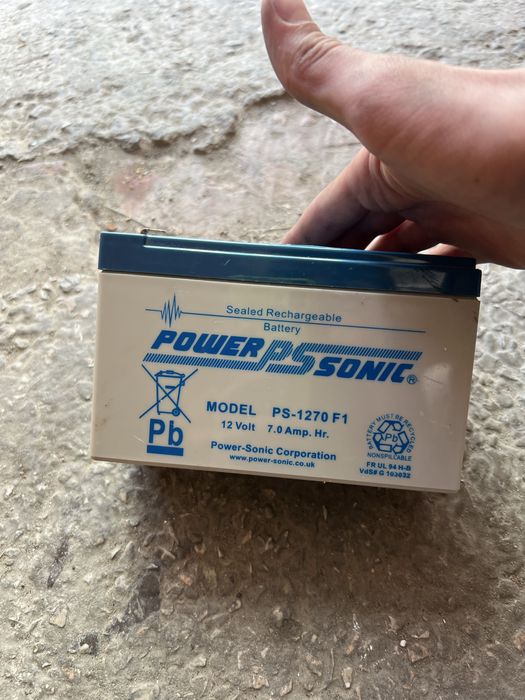 Sealed Rechargeable
Battery
POWER PS SONIC®
MODEL PS-1270 F1
12 Volt 7.0 Amp. Hr.
Pb
Power-Sonic Corporation
www.power-sonic.co.uk
BATTERY MUST BE RECYCLED
Pb
NONSPILLABLE
FR UL 94 H-B
VdS# G 103032